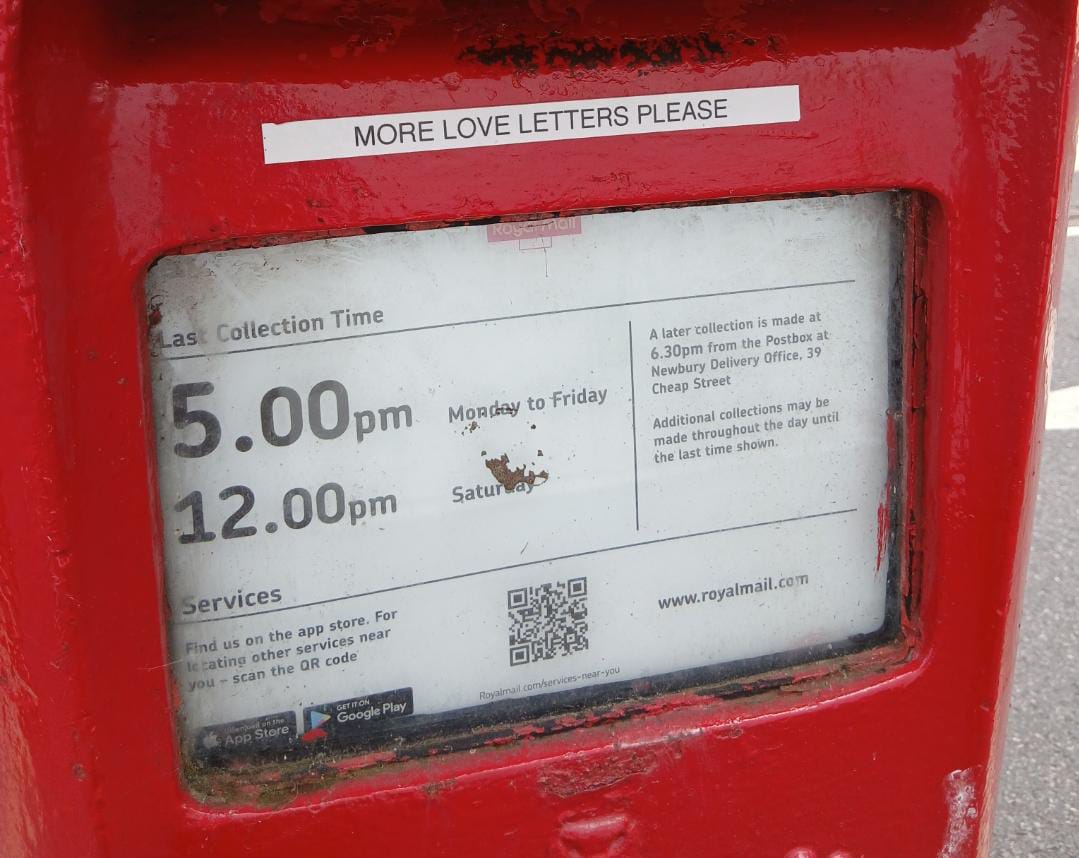 MORE LOVE LETTERS PLEASE
Royal Mail
Last Collection Time
5.00pm Monday to Friday
12.00pm Saturday
A later collection is made at
6.30pm from the Postbox at
Newbury Delivery Office, 39
Cheap Street
Additional collections may be
made throughout the day until
the last time shown.
Services
Find us on the app store. For
locating other services near
you – scan the QR code
Download on the
App Store
GET IT ON
Google Play
Royalmail.com/services-near-you
www.royalmail.com